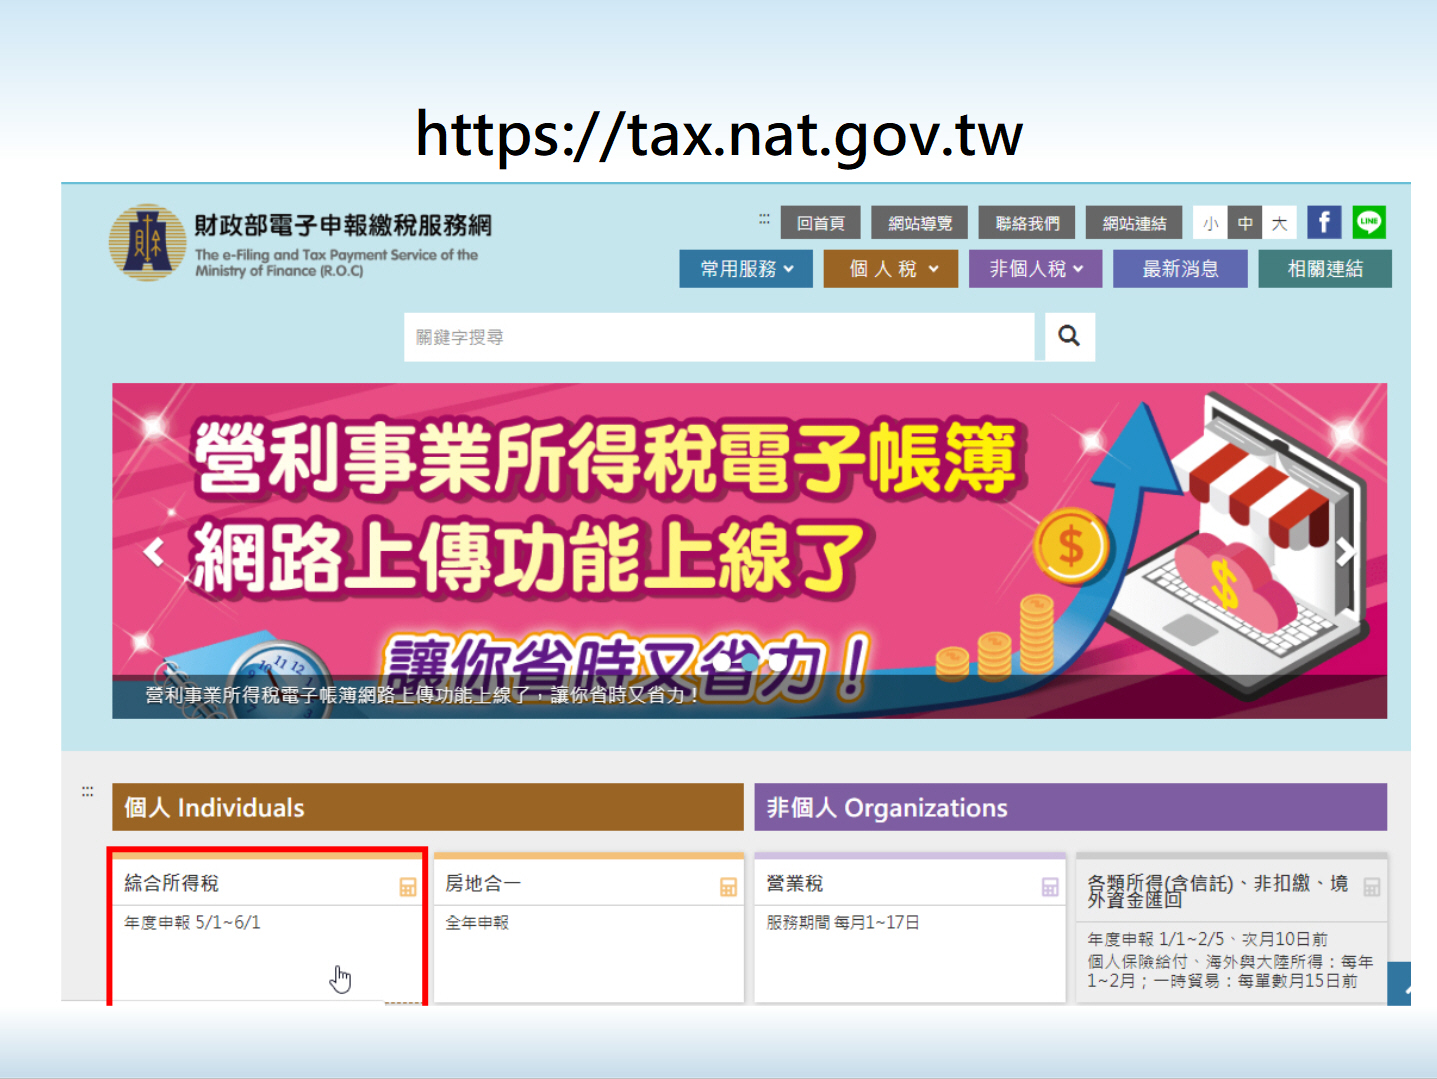 https://tax.nat.gov.tw
財政部電子申報繳稅服務網
The e-Filing and Tax Payment Service of the
Ministry of Finance (R.O.C)
:::
回首頁 網站導覽 聯絡我們 網站連結 小 中 大 f LINE
常用服務 個人稅 非個人稅 最新消息 相關連結
關鍵字搜尋
營利事業所得稅電子帳簿
網路上傳功能上線了
讓你省時又省力！
營利事業所得稅電子帳簿網路上傳功能上線了，讓你省時又省力！
:::
個人 Individuals
非個人 Organizations
綜合所得稅
年度申報 5/1~6/1
房地合一
全年申報
營業稅
服務期間 每月1~17日
各類所得(含信託)、非扣繳、境
外資金匯回
年度申報 1/1~2/5、次月10日前
個人保險給付、海外與大陸所得：每年
1~2月；一時貿易：每單數月15日前